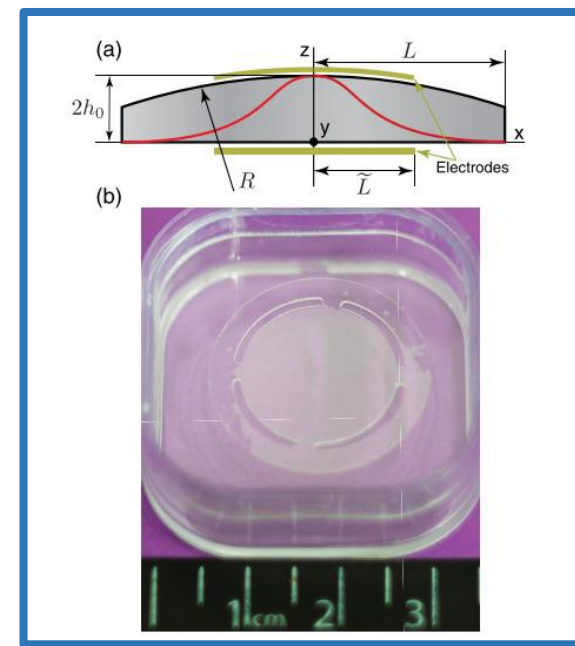 (a)
z
L
2h₀
R
y
x
L̃
Electrodes
(b)
1cm 2 3